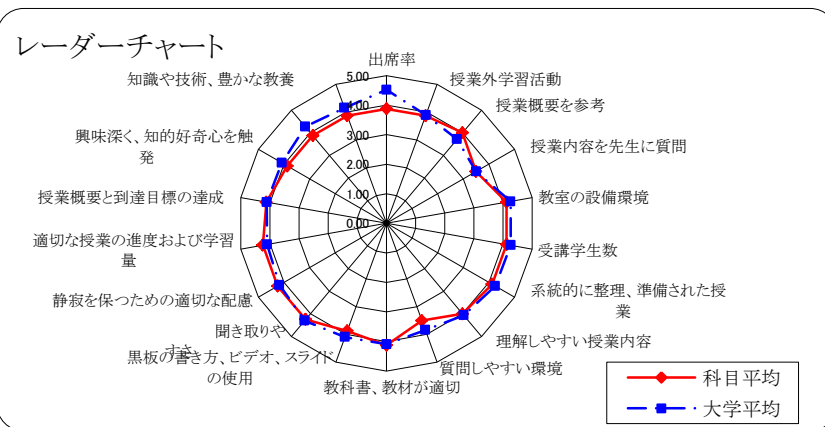 レーダーチャート
出席率
授業外学習活動
授業概要を参考
授業内容を先生に質問
教室の設備環境
受講学生数
系統的に整理、準備された授
業
理解しやすい授業内容
質問しやすい環境
教科書、教材が適切
黒板の書き方、ビデオ、スライド
の使用
聞き取りや
すさ
静寂を保つための適切な配慮
適切な授業の進度および学習
量
授業概要と到達目標の達成
興味深く、知的好奇心を触
発
知識や技術、豊かな教養
5.00
4.00
3.00
2.00
1.00
0.00
科目平均
大学平均